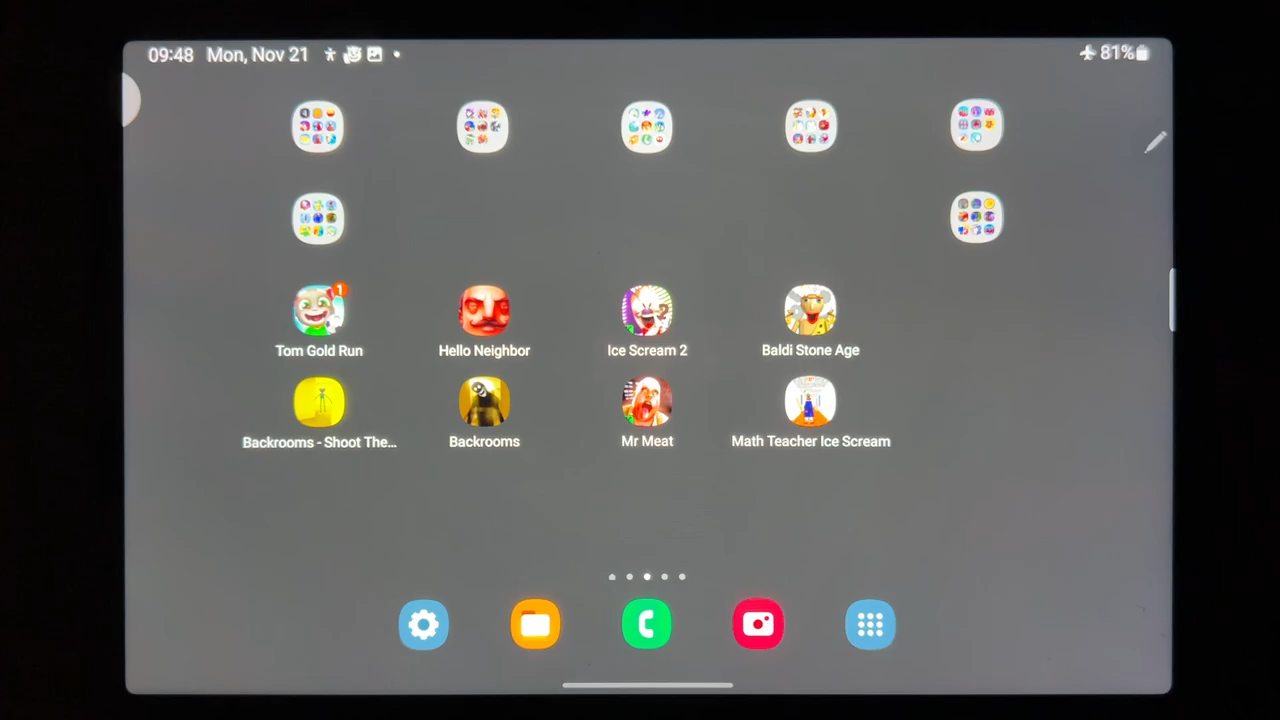 09:48 Mon, Nov 21
81%
1
Tom Gold Run
Hello Neighbor
Ice Scream 2
Baldi Stone Age
Backrooms - Shoot The...
Backrooms
Mr Meat
Math Teacher Ice Scream